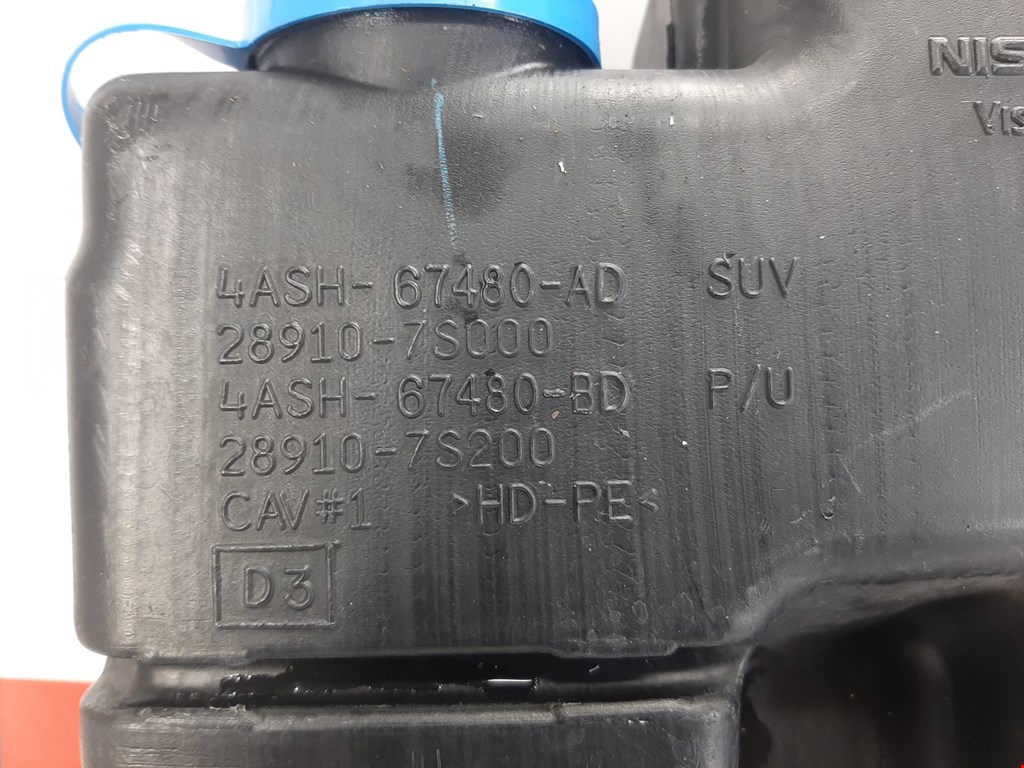 NIS
VIS
4ASH-67480-AD SUV
28910-7S000
4ASH-67480-BD P/U
28910-7S200
CAV#1 >HD-PE<
D3